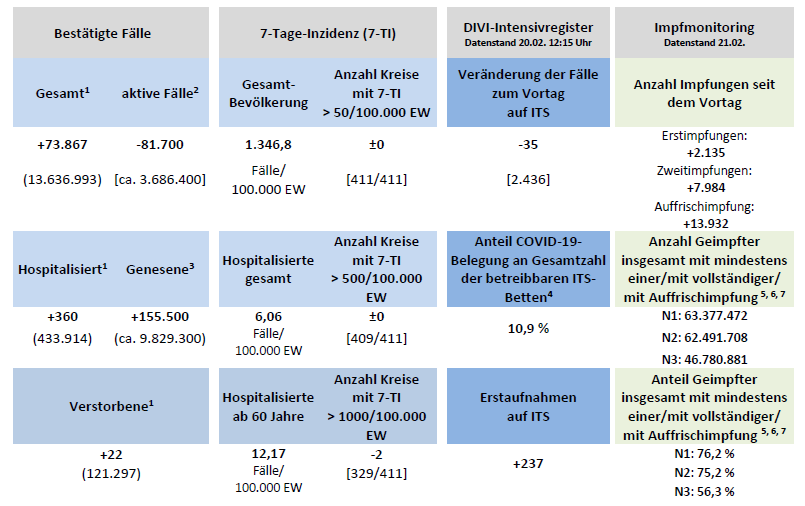 Bestätigte Fälle
7-Tage-Inzidenz (7-TI)
DIVI-Intensivregister
Datenstand 20.02. 12:15 Uhr
Impfmonitoring
Datenstand 21.02.
Gesamt¹
aktive Fälle²
Gesamt-
Bevölkerung
Anzahl Kreise
mit 7-TI
> 50/100.000 EW
Veränderung der Fälle
zum Vortag
auf ITS
Anzahl Impfungen seit
dem Vortag
+73.867
(13.636.993)
-81.700
[ca. 3.686.400]
1.346,8
Fälle/
100.000 EW
±0
[411/411]
-35
[2.436]
Erstimpfungen:
+2.135
Zweitimpfungen:
+7.984
Auffrischimpfung:
+13.932
Hospitalisiert¹
Genesene³
Hospitalisierte
gesamt
Anzahl Kreise
mit 7-TI
> 500/100.000
EW
Anteil COVID-19-
Belegung an Gesamtzahl
der betreibbaren ITS-
Betten⁴
Anzahl Geimpfter
insgesamt mit mindestens
einer/mit vollständiger/
mit Auffrischimpfung ⁵, ⁶, ⁷
+360
(433.914)
+155.500
(ca. 9.829.300)
6,06
Fälle/
100.000 EW
±0
[409/411]
10,9 %
N1: 63.377.472
N2: 62.491.708
N3: 46.780.881
Verstorbene¹
Hospitalisierte
ab 60 Jahre
Anzahl Kreise
mit 7-TI
> 1000/100.000
EW
Erstaufnahmen
auf ITS
Anteil Geimpfter
insgesamt mit mindestens
einer/mit vollständiger/
mit Auffrischimpfung ⁵, ⁶, ⁷
+22
(121.297)
12,17
Fälle/
100.000 EW
-2
[329/411]
+237
N1: 76,2 %
N2: 75,2 %
N3: 56,3 %